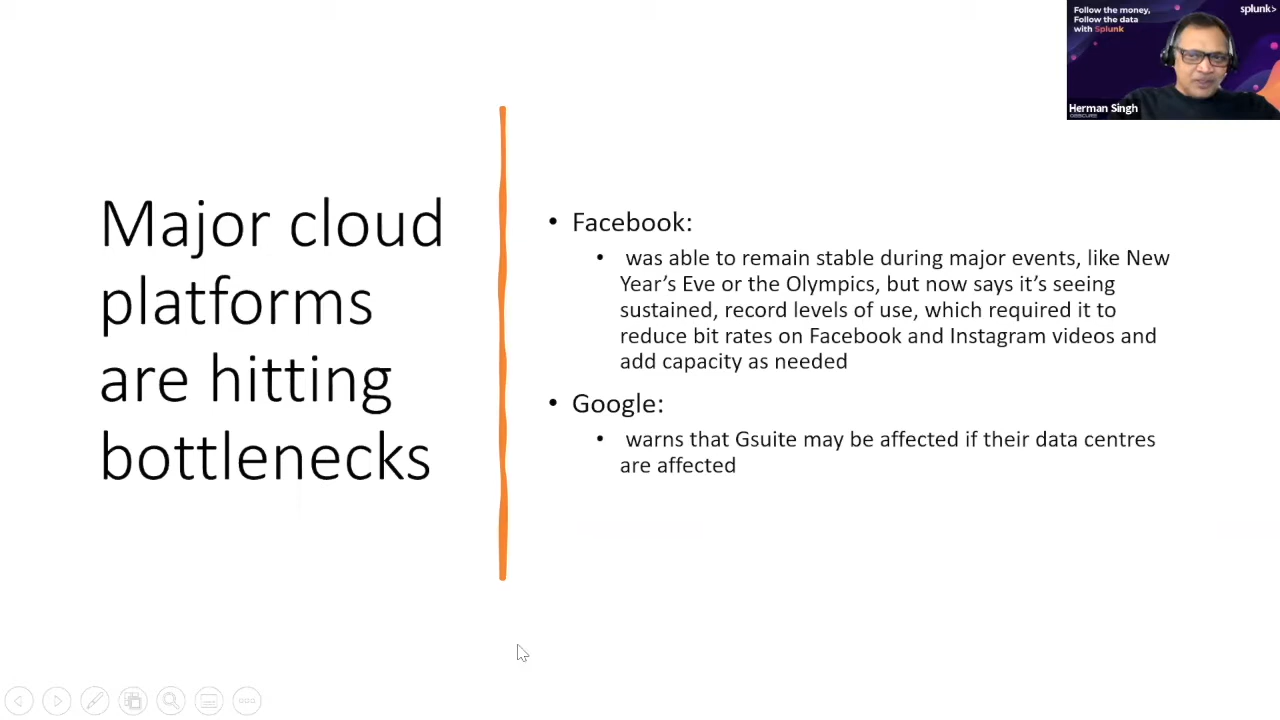 Follow the money,
Follow the data
with Splunk
splunk>
Herman Singh
Major cloud
platforms
are hitting
bottlenecks
• Facebook:
• was able to remain stable during major events, like New
Year’s Eve or the Olympics, but now says it’s seeing
sustained, record levels of use, which required it to
reduce bit rates on Facebook and Instagram videos and
add capacity as needed
• Google:
• warns that Gsuite may be affected if their data centres
are affected